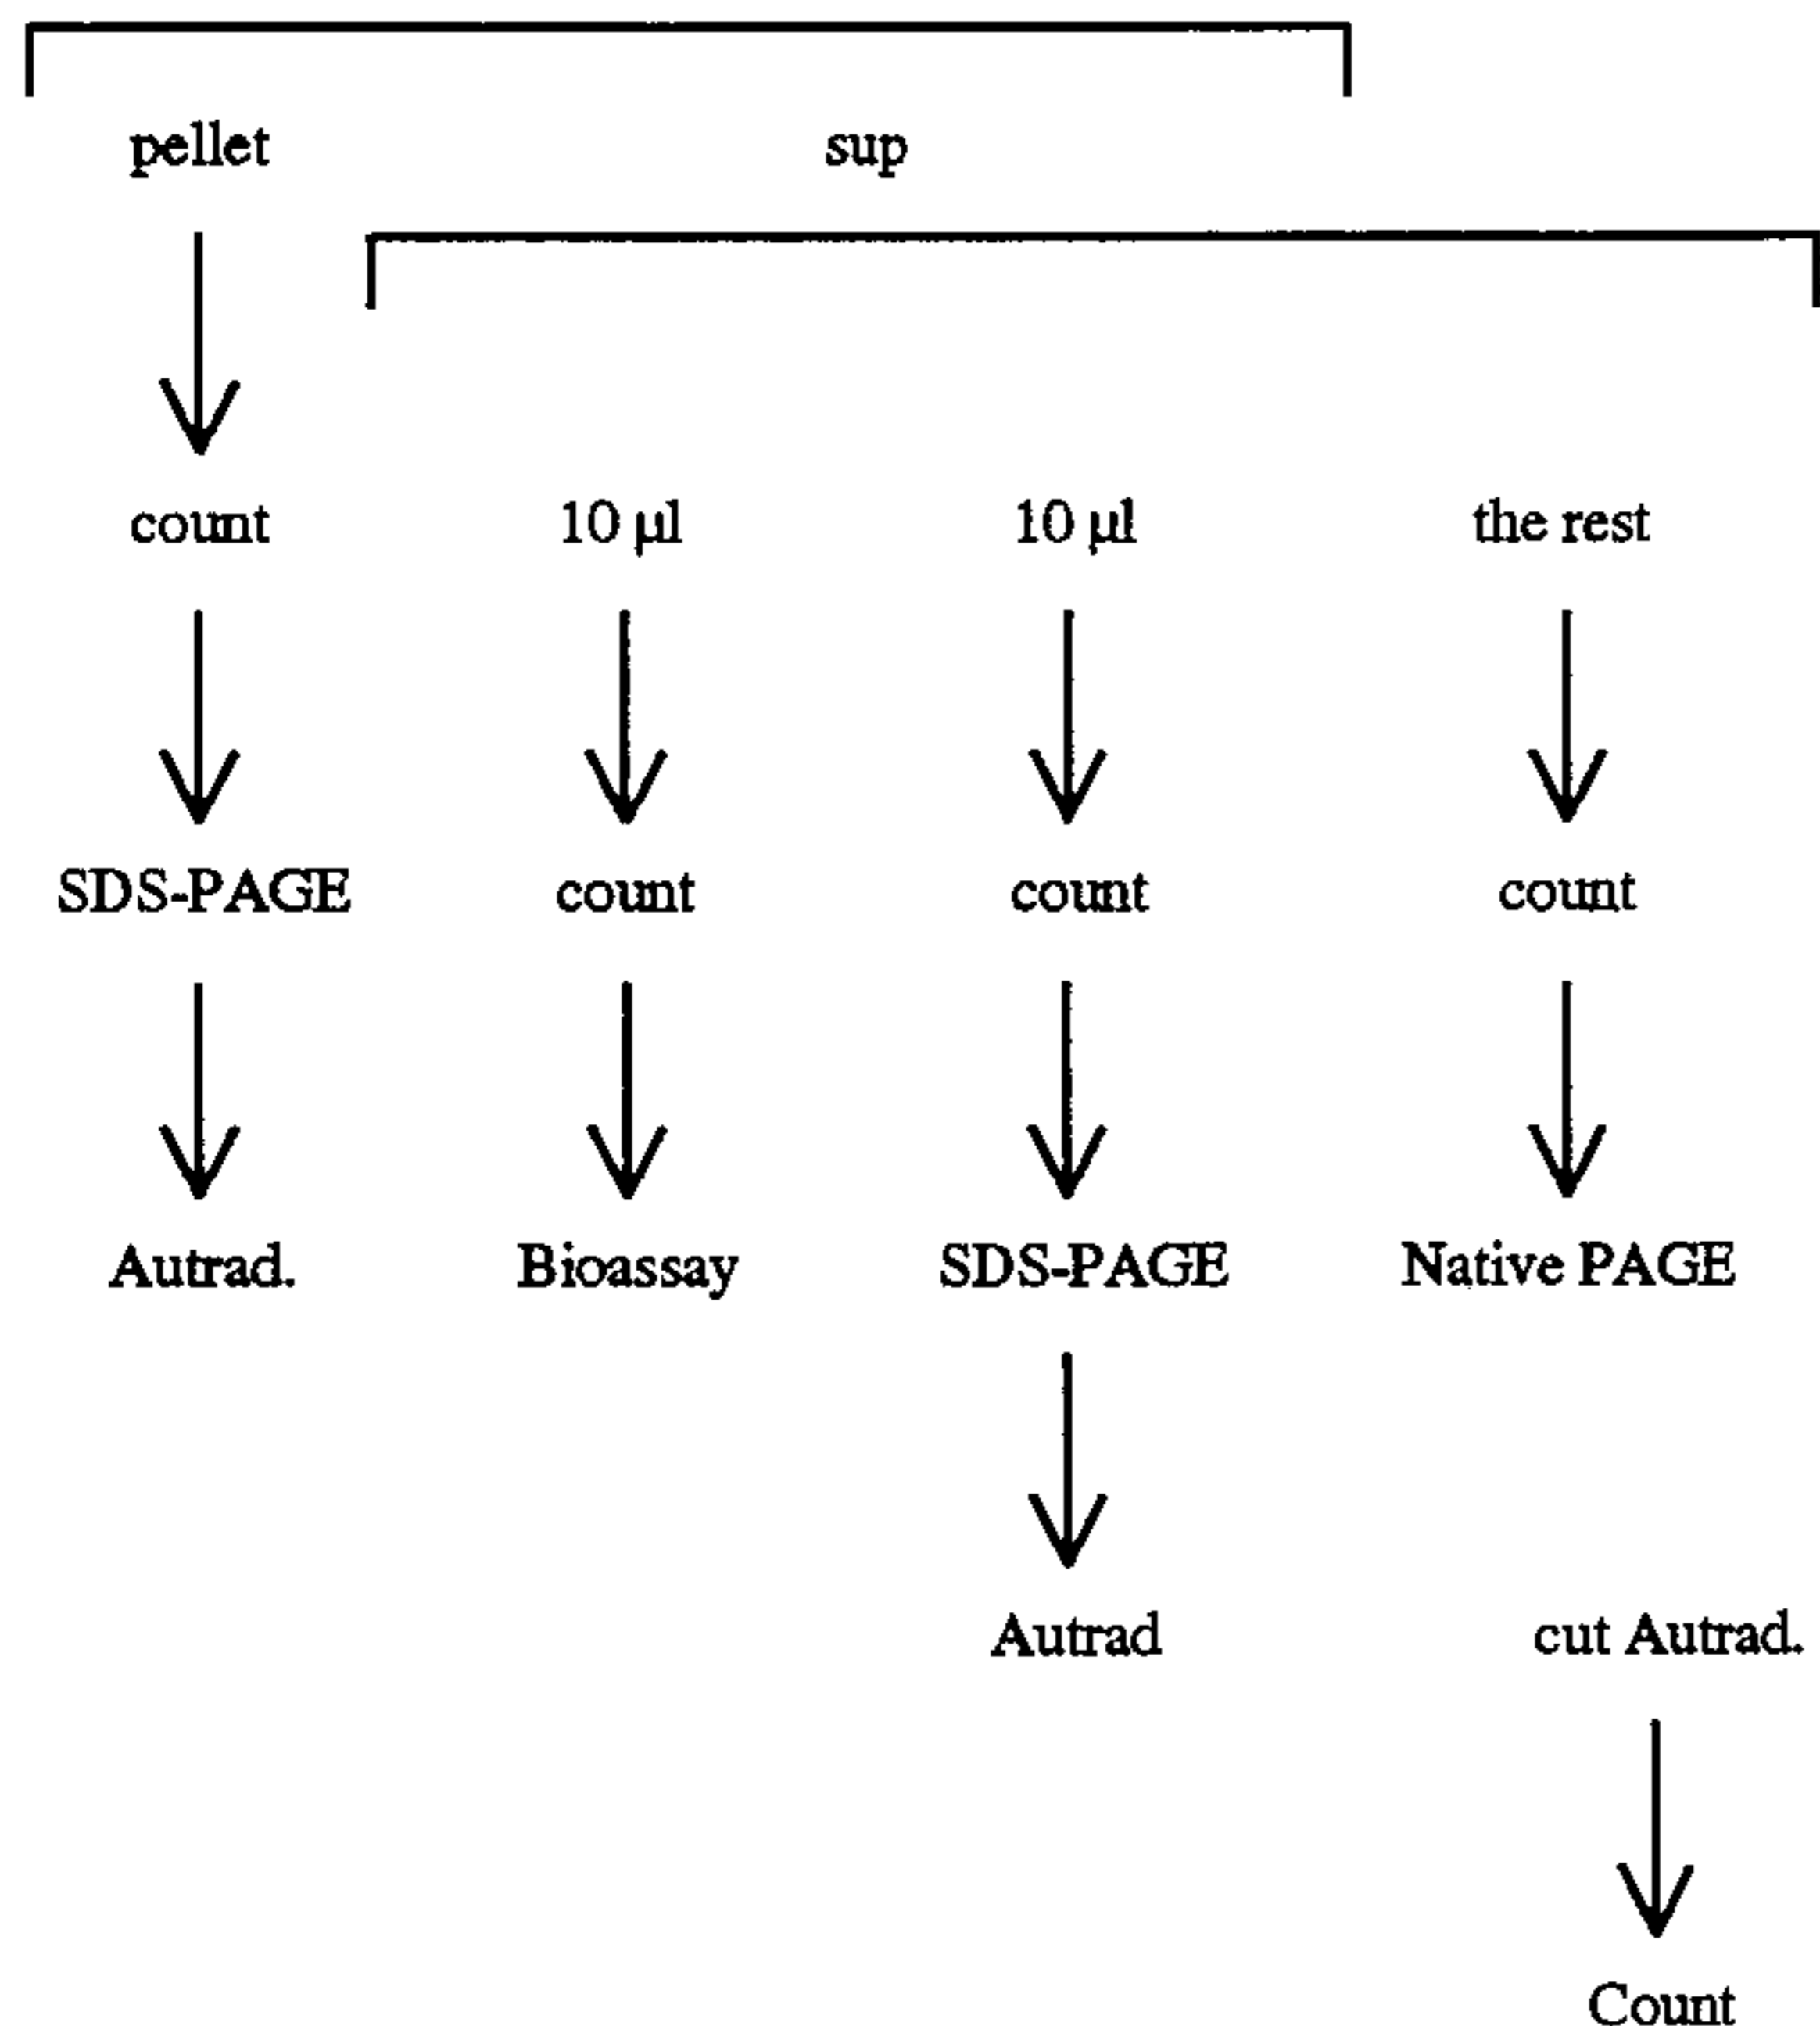 pellet sup
count 10 µl 10 µl the rest
SDS-PAGE count count count
Autrad. Bioassay SDS-PAGE Native PAGE
Autrad cut Autrad.
Count